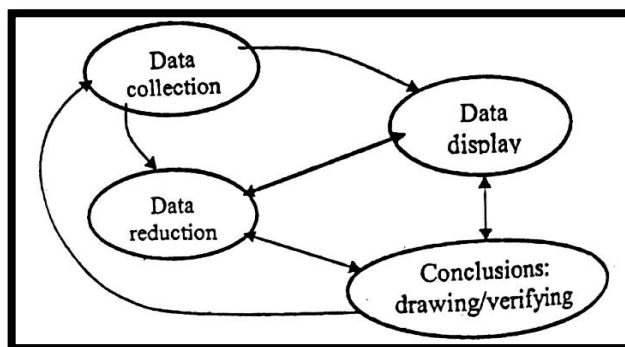 Data
collection
Data
display
Data
reduction
Conclusions:
drawing/verifying